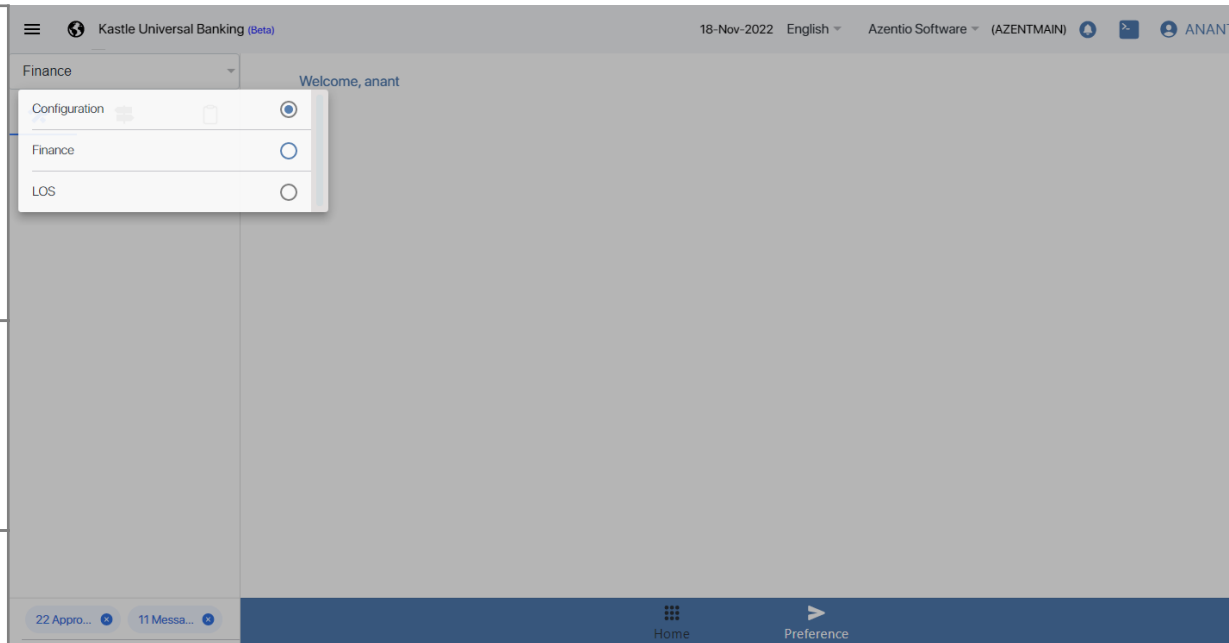 Kastle Universal Banking (Beta) 18-Nov-2022 English Azentio Software (AZENTMAIN) ANANT
Finance
Welcome, anant
Configuration
Finance
LOS
22 Appro... 11 Messa...
Home Preference